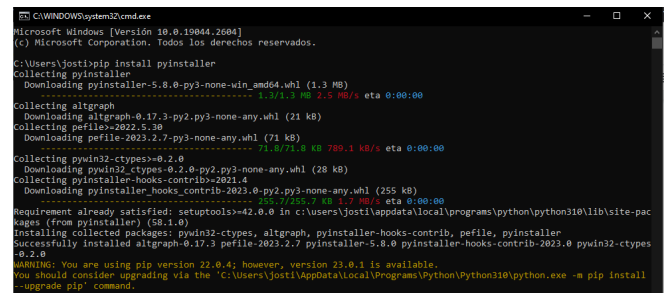 C:\WINDOWS\system32\cmd.exe
Microsoft Windows [Versión 10.0.19044.2604]
(c) Microsoft Corporation. Todos los derechos reservados.
C:\Users\josti>pip install pyinstaller
Collecting pyinstaller
Downloading pyinstaller-5.8.0-py3-none-win_amd64.whl (1.3 MB)
---------------------------------------- 1.3/1.3 MB 2.5 MB/s eta 0:00:00
Collecting altgraph
Downloading altgraph-0.17.3-py2.py3-none-any.whl (21 kB)
Collecting pefile>=2022.5.30
Downloading pefile-2023.2.7-py3-none-any.whl (71 kB)
---------------------------------------- 71.8/71.8 KB 789.1 kB/s eta 0:00:00
Collecting pywin32-ctypes>=0.2.0
Downloading pywin32_ctypes-0.2.0-py2.py3-none-any.whl (28 kB)
Collecting pyinstaller-hooks-contrib>=2021.4
Downloading pyinstaller_hooks_contrib-2023.0-py2.py3-none-any.whl (255 kB)
---------------------------------------- 255.7/255.7 KB 1.7 MB/s eta 0:00:00
Requirement already satisfied: setuptools>=42.0.0 in c:\users\josti\appdata\local\programs\python\python310\lib\site-pac
kages (from pyinstaller) (58.1.0)
Installing collected packages: pywin32-ctypes, altgraph, pyinstaller-hooks-contrib, pefile, pyinstaller
Successfully installed altgraph-0.17.3 pefile-2023.2.7 pyinstaller-5.8.0 pyinstaller-hooks-contrib-2023.0 pywin32-ctypes
-0.2.0
WARNING: You are using pip version 22.0.4; however, version 23.0.1 is available.
You should consider upgrading via the 'C:\Users\josti\AppData\Local\Programs\Python\Python310\python.exe -m pip install
--upgrade pip' command.